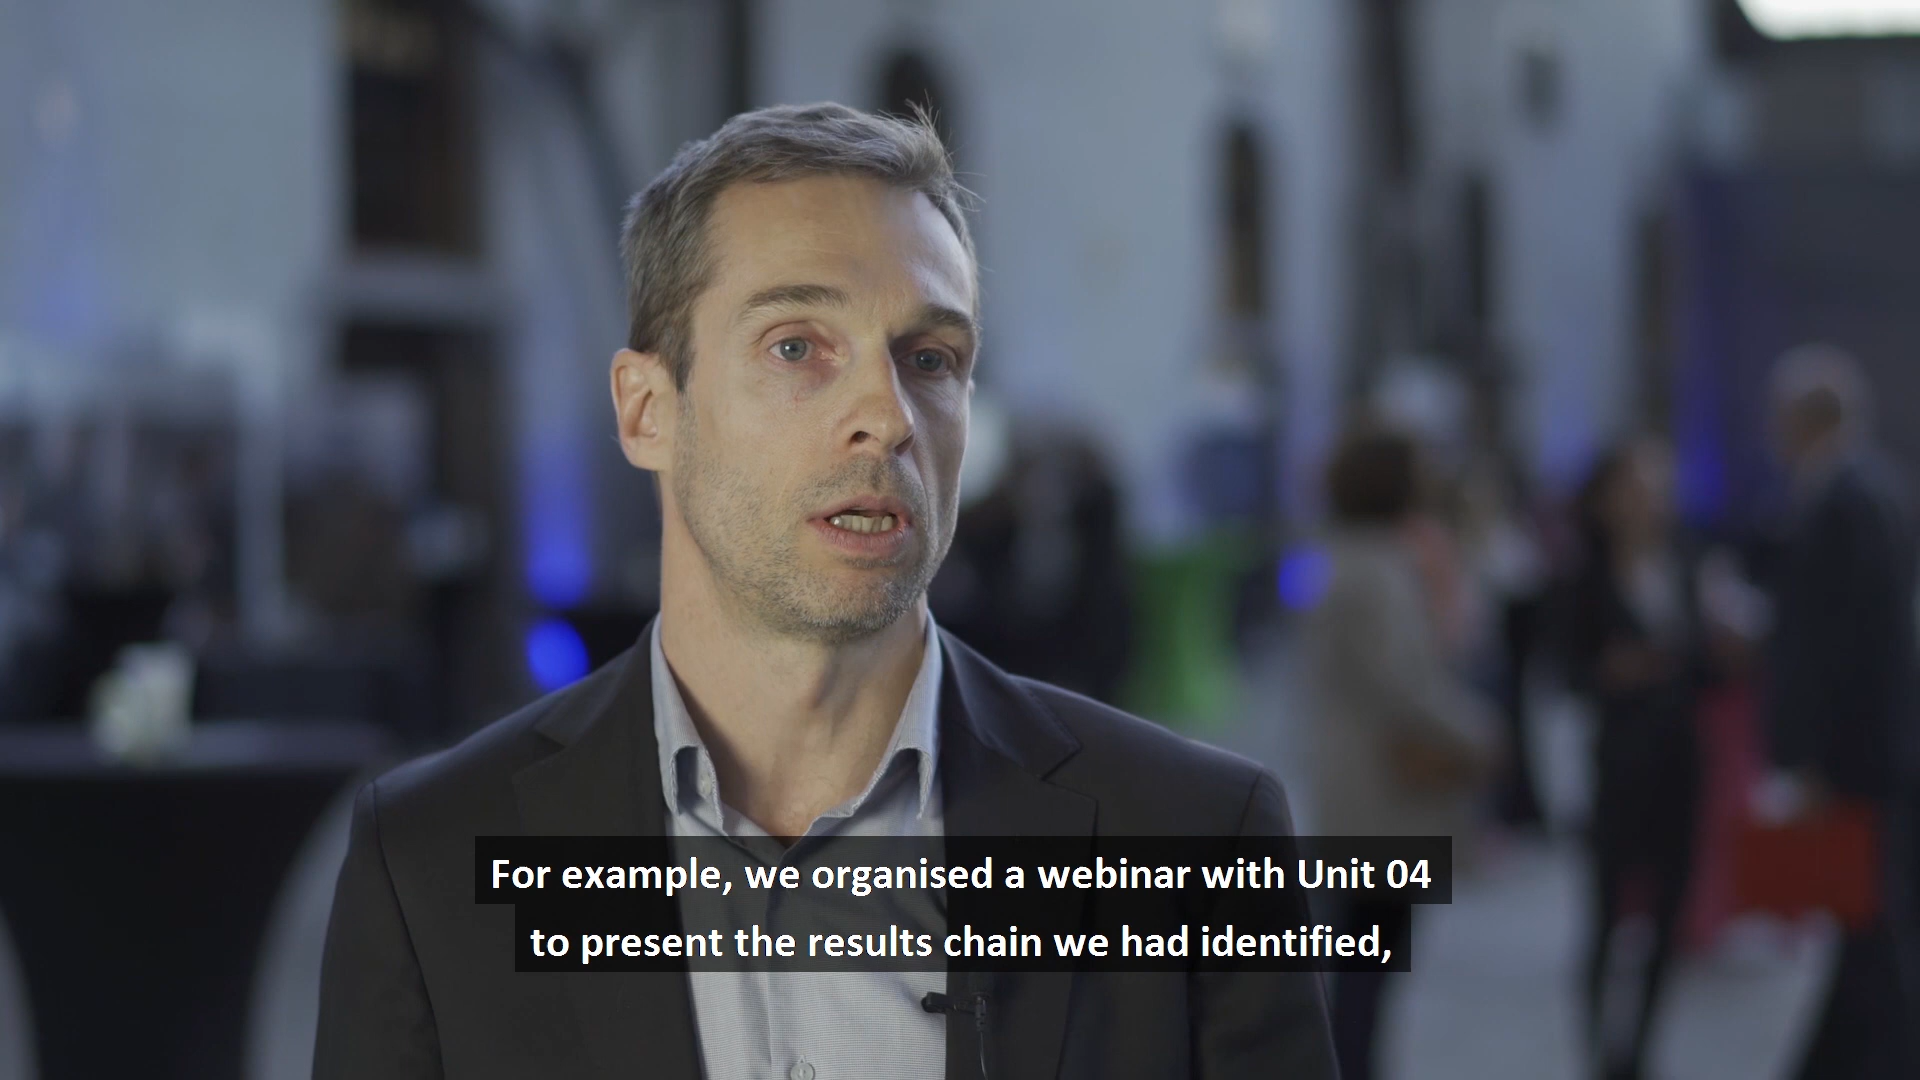 For example, we organised a webinar with Unit 04
to present the results chain we had identified,